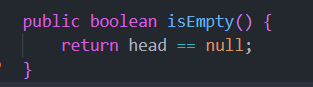 public boolean isEmpty() {
    return head == null;
}